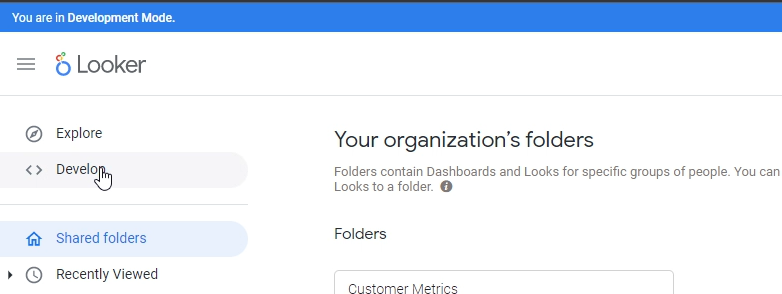 You are in Development Mode.
Looker
Explore
Develop
Shared folders
Recently Viewed
Your organization's folders
Folders contain Dashboards and Looks for specific groups of people. You can
Looks to a folder.
Folders
Customer Metrics